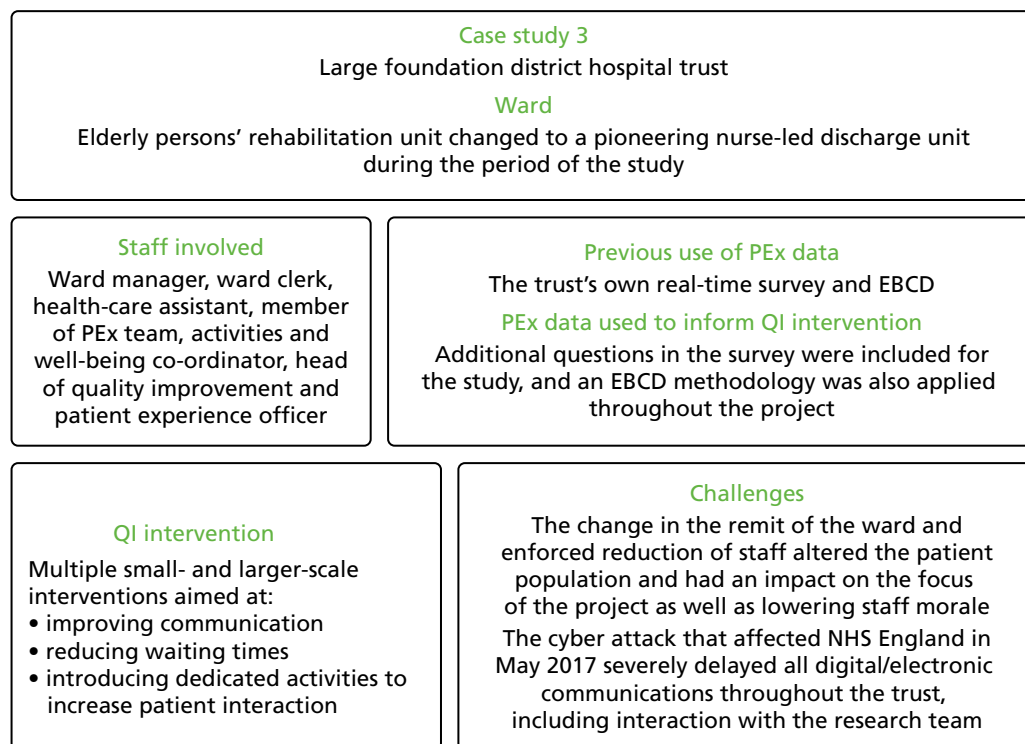 Case study 3
Large foundation district hospital trust
Ward
Elderly persons’ rehabilitation unit changed to a pioneering nurse-led discharge unit
during the period of the study
Staff involved
Ward manager, ward clerk,
health-care assistant, member
of PEx team, activities and
well-being co-ordinator, head
of quality improvement and
patient experience officer
Previous use of PEx data
The trust’s own real-time survey and EBCD
PEx data used to inform QI intervention
Additional questions in the survey were included for
the study, and an EBCD methodology was also applied
throughout the project
QI intervention
Multiple small- and larger-scale
interventions aimed at:
• improving communication
• reducing waiting times
• introducing dedicated activities to
increase patient interaction
Challenges
The change in the remit of the ward and
enforced reduction of staff altered the patient
population and had an impact on the focus
of the project as well as lowering staff morale
The cyber attack that affected NHS England in
May 2017 severely delayed all digital/electronic
communications throughout the trust,
including interaction with the research team